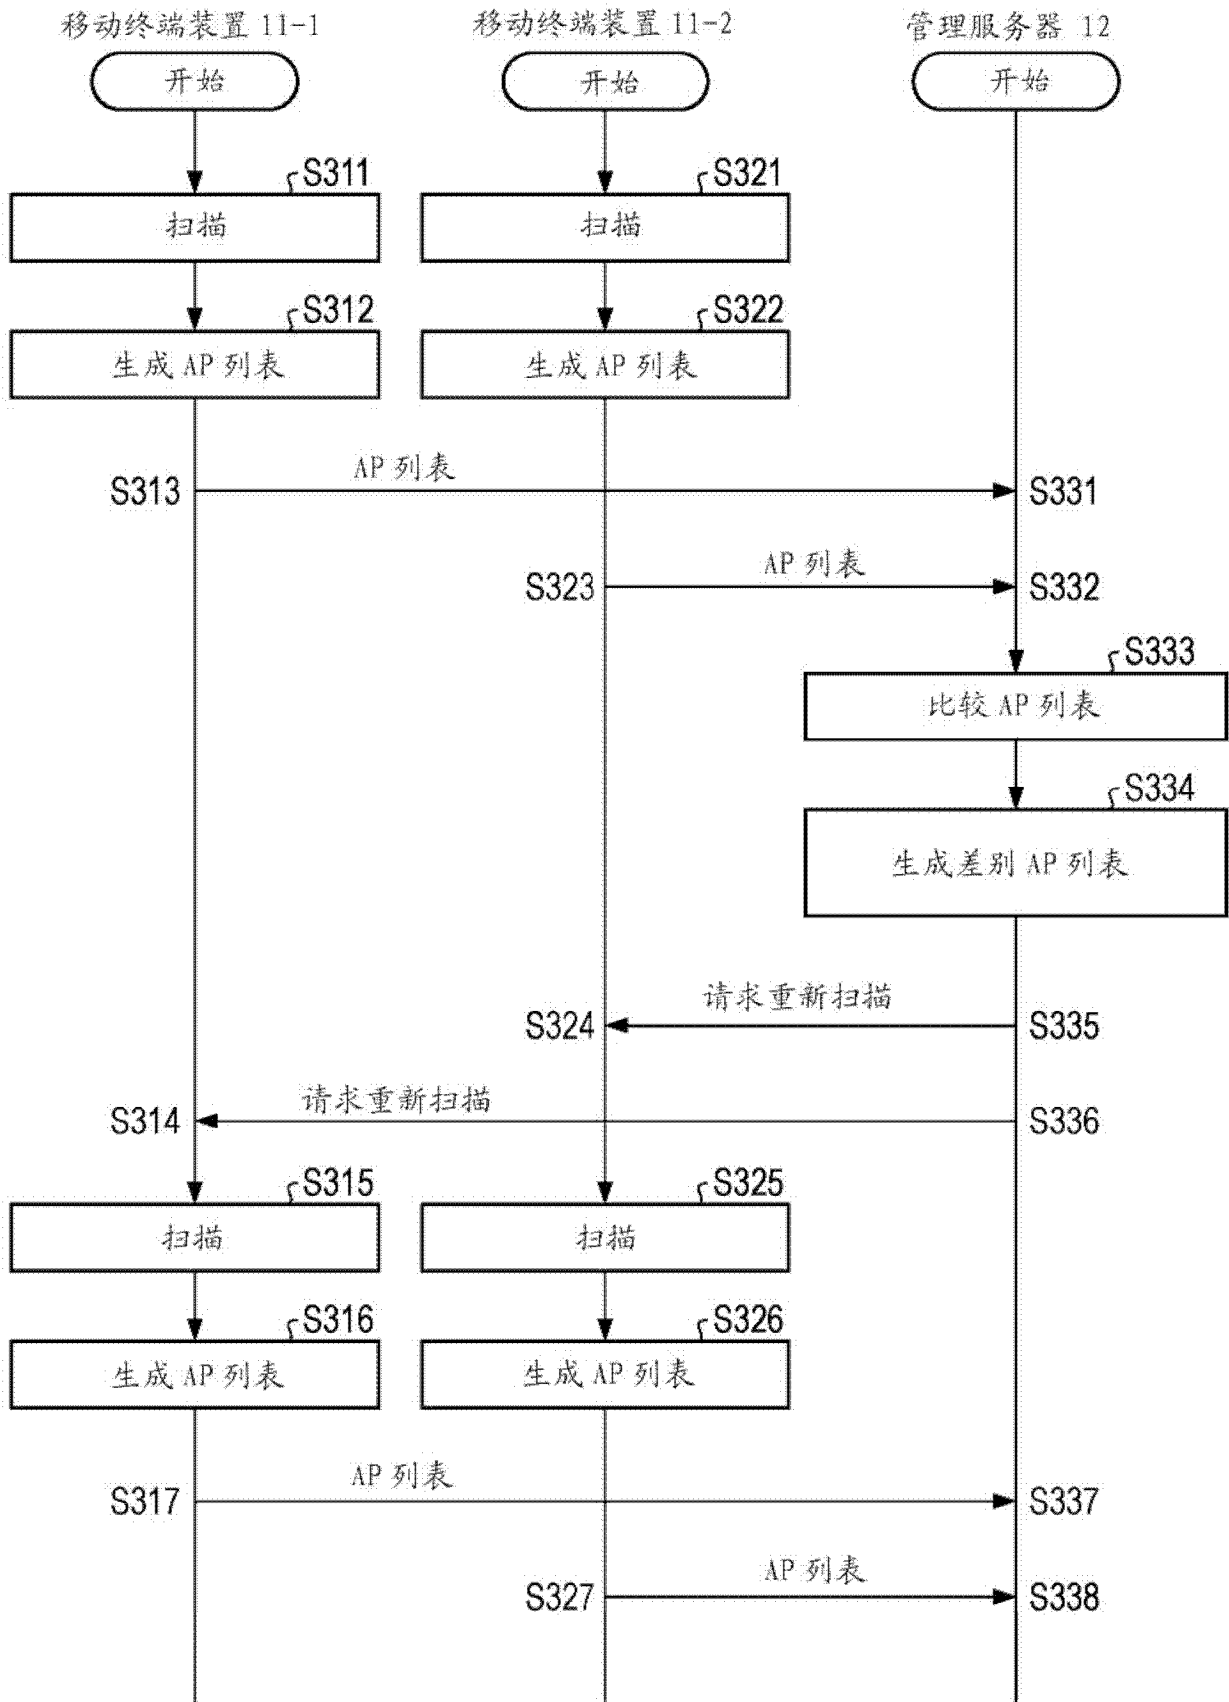 移动终端装置 11-1
移动终端装置 11-2
管理服务器 12
开始
开始
开始
S311
S321
扫描
扫描
S312
S322
生成 AP 列表
生成 AP 列表
AP 列表
S313
S331
AP 列表
S323
S332
S333
比较 AP 列表
S334
生成差别 AP 列表
请求重新扫描
S324
S335
请求重新扫描
S314
S336
S315
S325
扫描
扫描
S316
S326
生成 AP 列表
生成 AP 列表
AP 列表
S317
S337
AP 列表
S327
S338